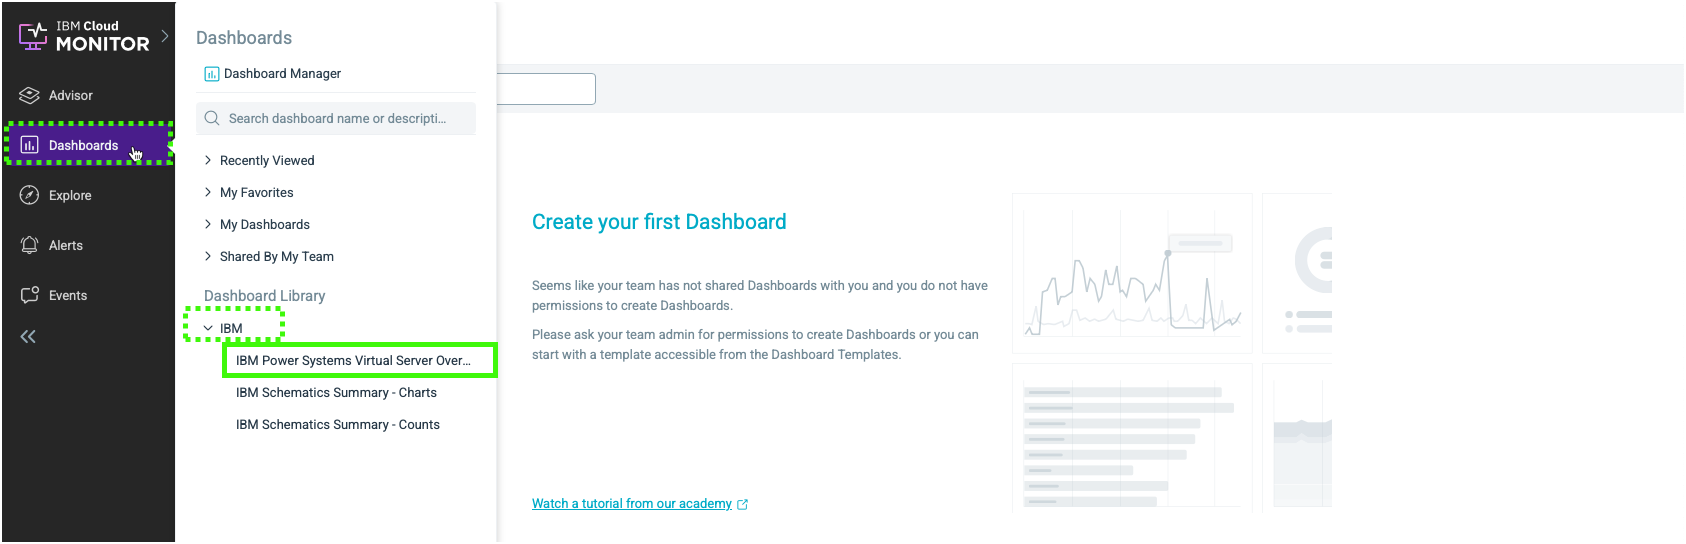 IBM Cloud
MONITOR
Advisor
Dashboards
Explore
Alerts
Events
Dashboards
Dashboard Manager
Search dashboard name or descripti...
Recently Viewed
My Favorites
My Dashboards
Shared By My Team
Dashboard Library
IBM
IBM Power Systems Virtual Server Over...
IBM Schematics Summary - Charts
IBM Schematics Summary - Counts
Create your first Dashboard
Seems like your team has not shared Dashboards with you and you do not have
permissions to create Dashboards.
Please ask your team admin for permissions to create Dashboards or you can
start with a template accessible from the Dashboard Templates.
Watch a tutorial from our academy